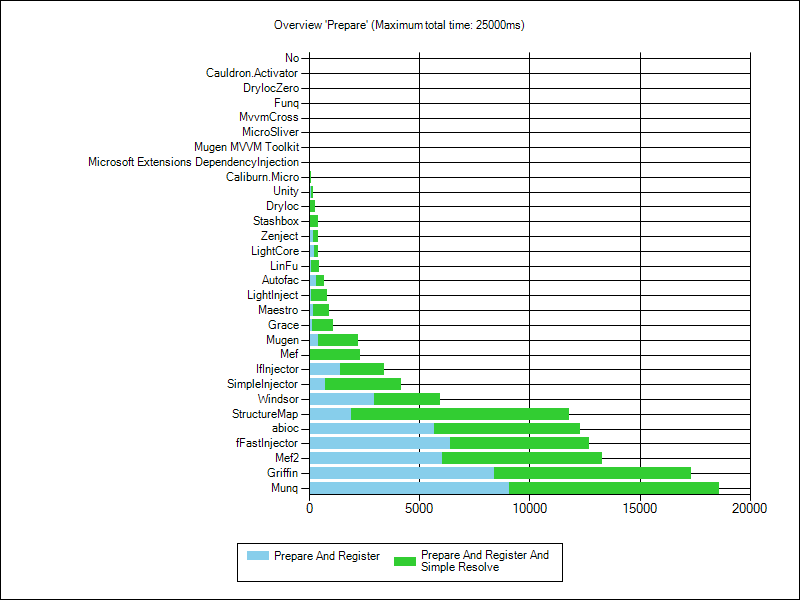 Overview 'Prepare' (Maximum total time: 25000ms)
No
Cauldron.Activator
DryIocZero
Funq
MvvmCross
MicroSliver
Mugen MVVM Toolkit
Microsoft Extensions DependencyInjection
Caliburn.Micro
Unity
DryIoc
Stashbox
Zenject
LightCore
LinFu
Autofac
LightInject
Maestro
Grace
Mugen
Mef
IfInjector
SimpleInjector
Windsor
StructureMap
abioc
fFastInjector
Mef2
Griffin
Munq
0 5000 10000 15000 20000
Prepare And Register
Prepare And Register And
Simple Resolve